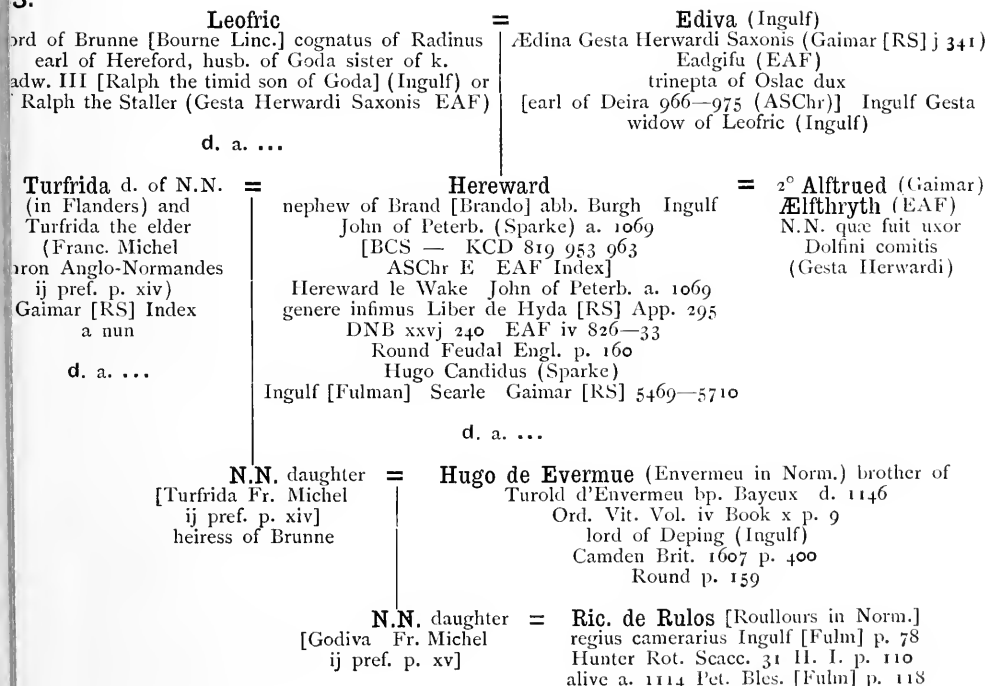 S.
Leofric = Ediva (Ingulf)
lord of Brunne [Bourne Linc.] cognatus of Radinus
earl of Hereford, husb. of Goda sister of k.
Eadw. III [Ralph the timid son of Goda] (Ingulf) or
Ralph the Staller (Gesta Herwardi Saxonis EAF)
d. a. ...
Ædina Gesta Herwardi Saxonis (Gaimar [RS] j 341)
Eadgifu (EAF)
trinepta of Oslac dux
[earl of Deira 966—975 (ASChr)] Ingulf Gesta
widow of Leofric (Ingulf)
Turfrida d. of N.N. =
(in Flanders) and
Turfrida the elder
(Franc. Michel
Anglo-Normandes
ij pref. p. xiv)
Gaimar [RS] Index
a nun
d. a. ...
Hereward
nephew of Brand [Brando] abb. Burgh Ingulf
John of Peterb. (Sparke) a. 1069
[BCS — KCD 819 953 963
ASChr E EAF Index]
Hereward le Wake John of Peterb. a. 1069
genere infimus Liber de Hyda [RS] App. 295
DNB xxvj 240 EAF iv 826—33
Round Feudal Engl. p. 160
Hugo Candidus (Sparke)
Ingulf [Fulman] Searle Gaimar [RS] 5469—5710
d. a. ...
= 2° Alftrued (Gaimar)
Ælfthryth (EAF)
N.N. quæ fuit uxor
Dolfini comitis
(Gesta Herwardi)
N.N. daughter =
[Turfrida Fr. Michel
ij pref. p. xiv]
heiress of Brunne
Hugo de Evermue (Envermeu in Norm.) brother of
Turold d'Envermeu bp. Bayeux d. 1146
Ord. Vit. Vol. iv Book x p. 9
lord of Deping (Ingulf)
Camden Brit. 1607 p. 400
Round p. 159
N.N. daughter =
[Godiva Fr. Michel
ij pref. p. xv]
Ric. de Rulos [Roullours in Norm.]
regius camerarius Ingulf [Fulm] p. 78
Hunter Rot. Scacc. 31 H. I. p. 110
alive a. 1114 Pet. Bles. [Fulm] p. 118